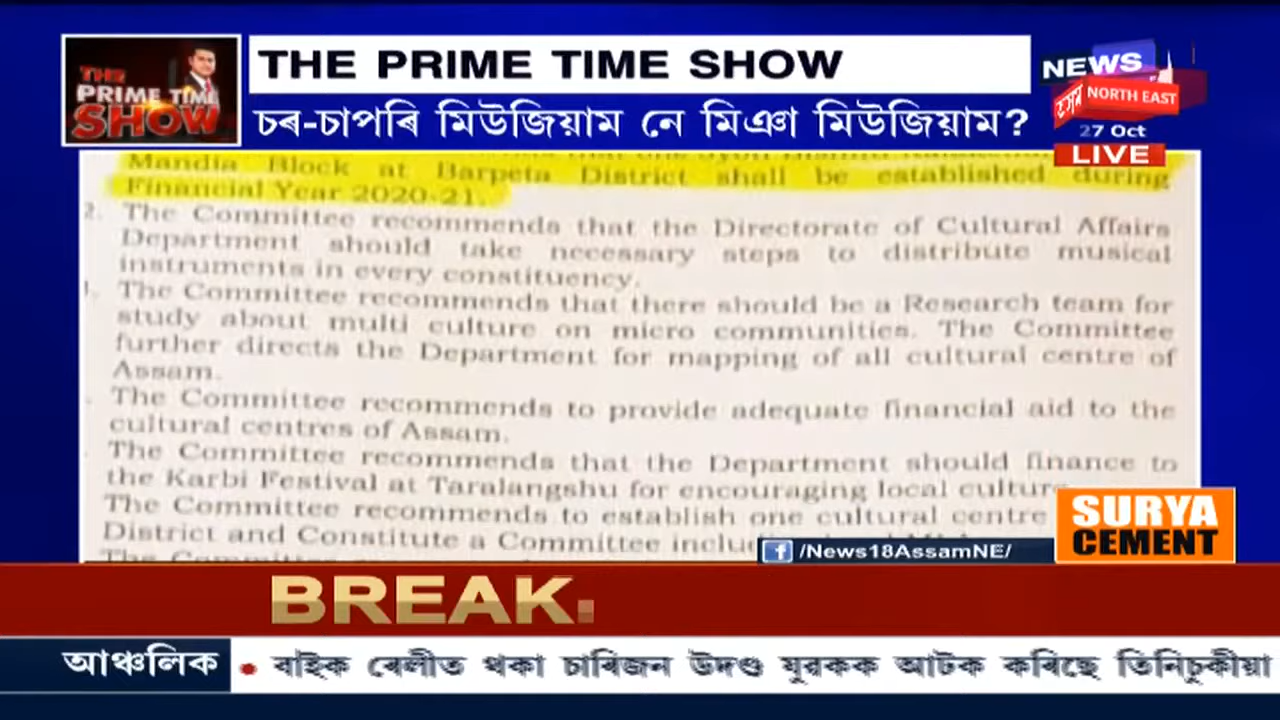 THE PRIME TIME SHOW
THE PRIME TIME SHOW
চৰ-চাপৰি মিউজিয়াম নে মিঞা মিউজিয়াম?
NEWS
অসম NORTH EAST
27 Oct
LIVE
Mandia Block at Barpeta District shall be established during
Financial Year 2020-21.
2. The Committee recommends that the Directorate of Cultural Affairs
Department should take necessary steps to distribute musical
instruments in every constituency.
The Committee recommends that there should be a Research team for
study about multi culture on micro communities. The Committee
further directs the Department for mapping of all cultural centre of
Assam.
The Committee recommends to provide adequate financial aid to the
cultural centres of Assam.
The Committee recommends that the Department should finance to
the Karbi Festival at Taralangshu for encouraging local culture
The Committee recommends to establish one cultural centre
District and Constitute a Committee
SURYA
CEMENT
/News18AssamNE/
BREAK
আঞ্চলিক
বাইক ৰেলীত থকা চাৰিজন উদণ্ড যুৱকক আটক কৰিছে তিনিচুকীয়া